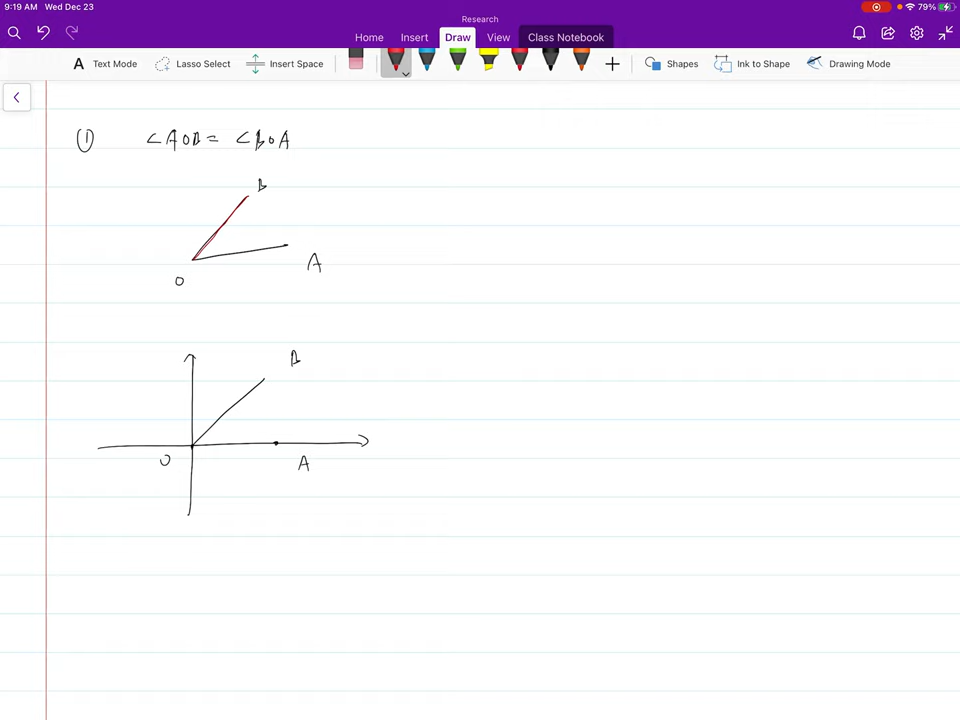 9:19 AM Wed Dec 23
79%
Research
Home Insert Draw View Class Notebook
A Text Mode Lasso Select Insert Space Shapes Ink to Shape Drawing Mode
① ∠AOB = ∠BOA
B
A
O
B
O
A